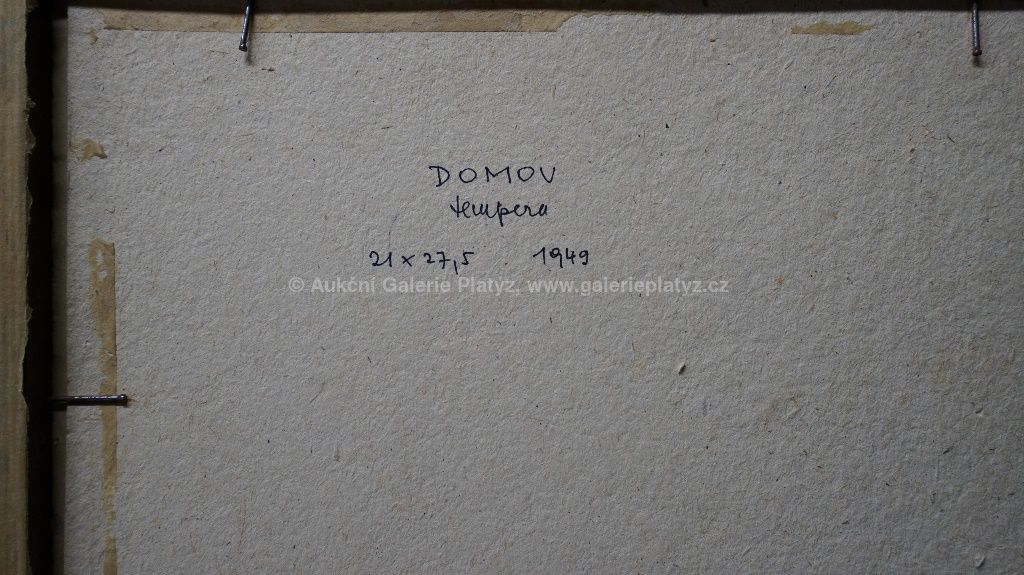 DOMOV
tempera
21 x 27,5 1949
© Aukční Galerie Platýz, www.galerieplatyz.cz